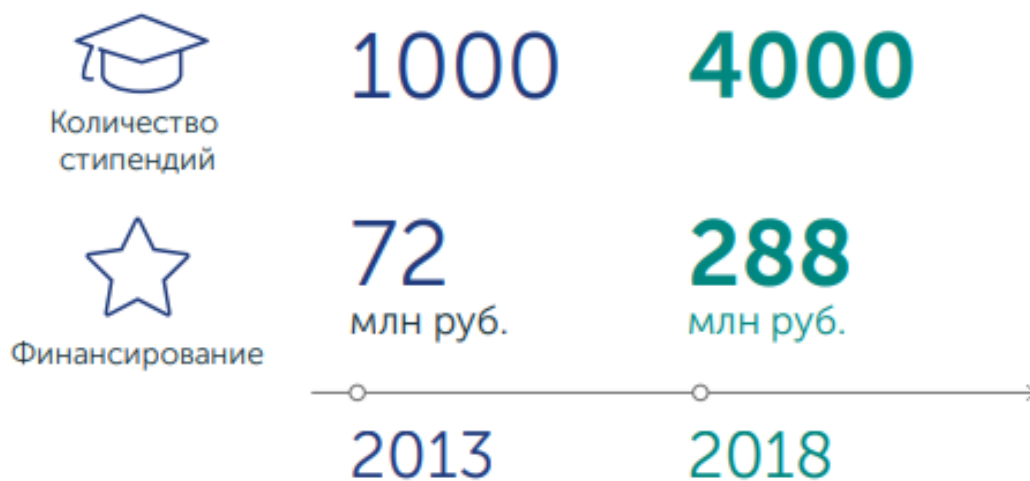 1000 4000
Количество
стипендий
72 288
млн руб. млн руб.
Финансирование
2013 2018